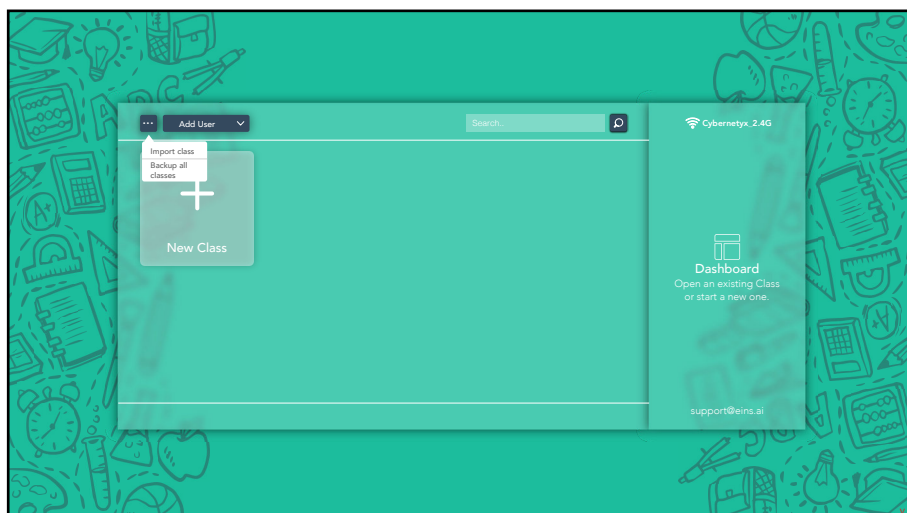 ABC
... Add User
Search..
Cybernetyx_2.4G
Import class
Backup all
classes
New Class
Dashboard
Open an existing Class
or start a new one.
support@eins.ai
A+
A+